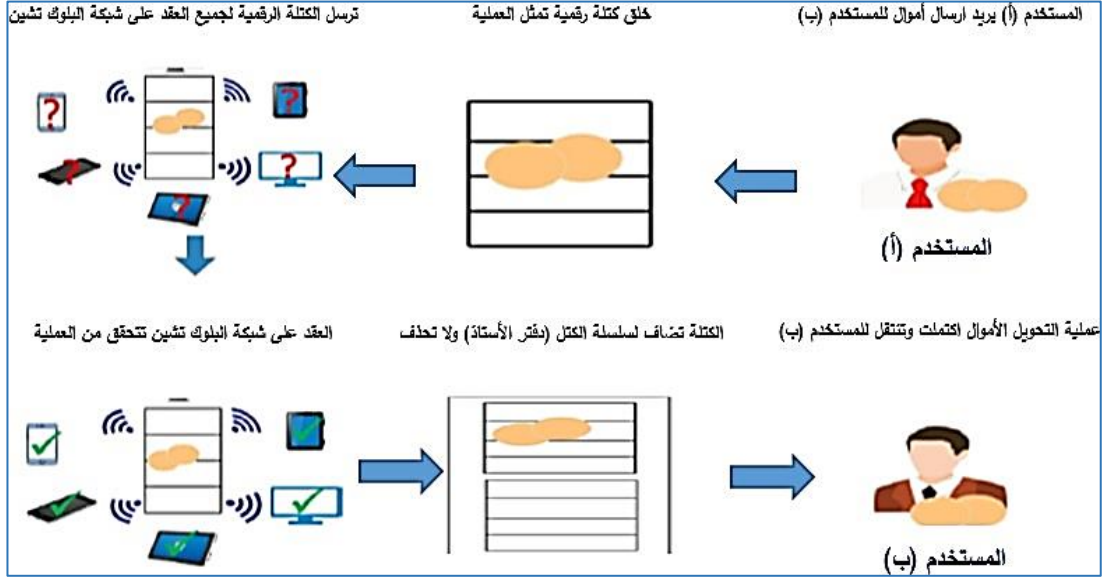 المستخدم (أ) يريد ارسال أموال للمستخدم (ب)
خلق كتلة رقمية تمثل العملية
ترسل الكتلة الرقمية لجميع العقد على شبكة البلوك تشين
?
?
?
?
?
المستخدم (أ)
العقد على شبكة البلوك تشين تتحقق من العملية
الكتلة تضاف لسلسلة الكتل (دفتر الأستاذ) ولا تحذف
عملية التحويل الأموال اكتملت وتنتقل للمستخدم (ب)
المستخدم (ب)